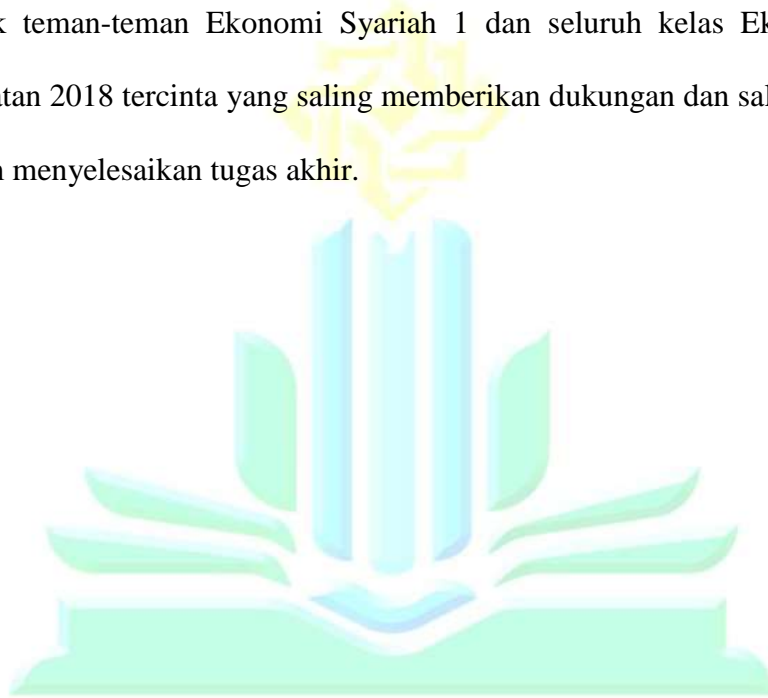 teman-teman Ekonomi Syariah 1 dan seluruh kelas
2018 tercinta yang saling memberikan dukungan dan
menyelesaikan tugas akhir.